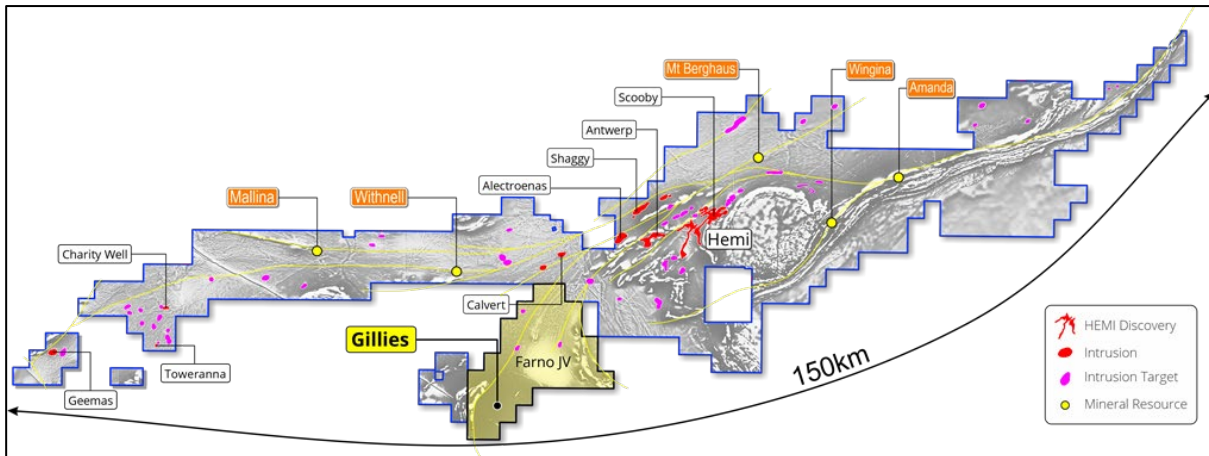 Mt Berghaus
Wingina
Scooby
Amanda
Antwerp
Shaggy
Alectroenas
Mallina
Withnell
Hemi
Charity Well
Calvert
Gillies
Farno JV
Toweranna
Geemas
150km
HEMI Discovery
Intrusion
Intrusion Target
Mineral Resource